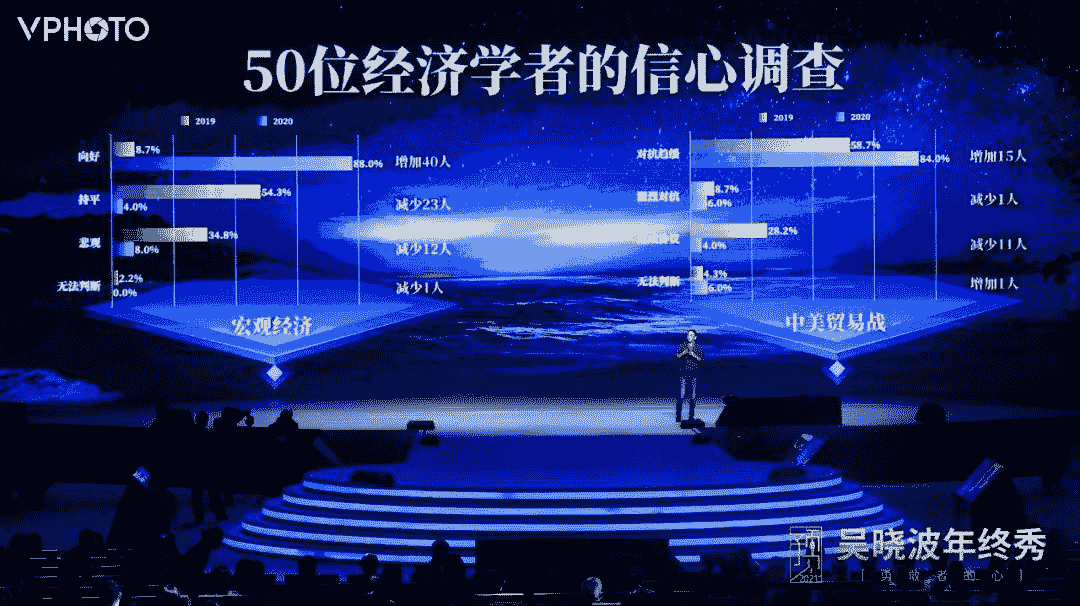 VPHOTO
50位经济学者的信心调查
2019 2020
向好 8.7% 88.0% 增加40人
持平 54.3% 4.0% 减少23人
悲观 34.8% 8.0% 减少12人
无法判断 2.2% 0.0% 减少1人
宏观经济
2019 2020
对抗趋缓 58.7% 84.0% 增加15人
8.7% 6.0% 减少1人
28.2% 4.0% 减少11人
无法判断 4.3% 6.0% 增加1人
中美贸易战
2021
吴晓波年终秀
[ 勇敢者的心 ]